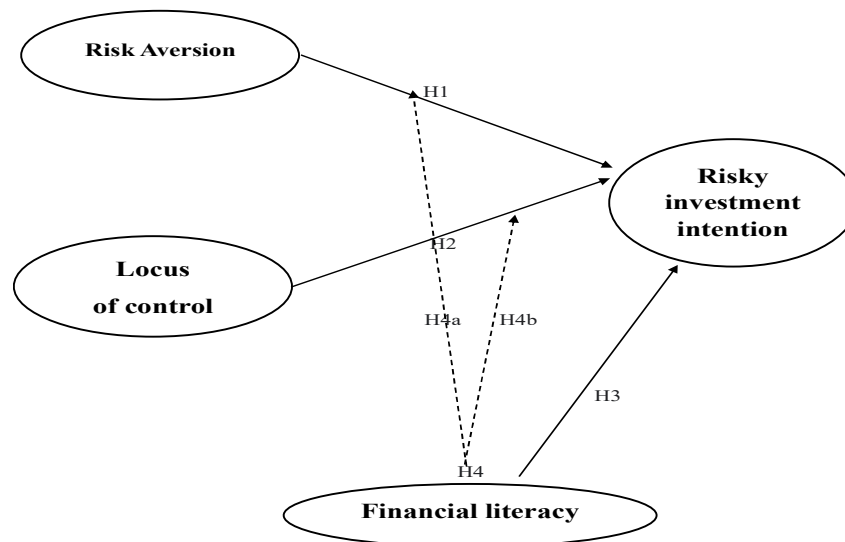 Risk Aversion
H1
Risky
investment
intention
H2
Locus
of control
H4a
H4b
H3
H4
Financial literacy